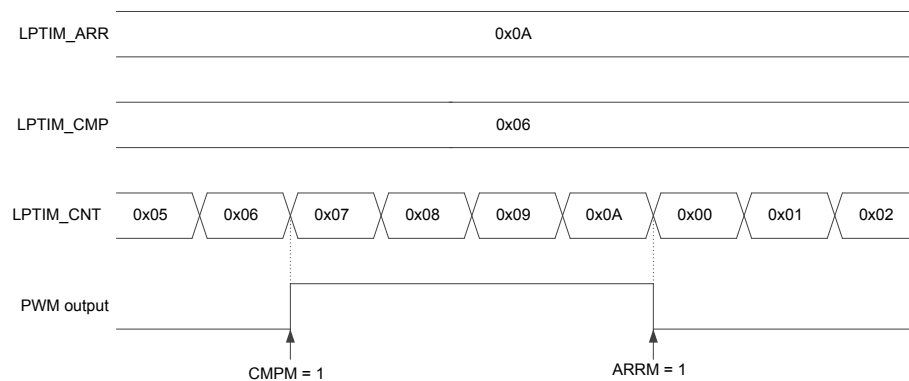 LPTIM_ARR 0x0A
LPTIM_CMP 0x06
LPTIM_CNT 0x05 0x06 0x07 0x08 0x09 0x0A 0x00 0x01 0x02
PWM output
CMPM = 1 ARRM = 1